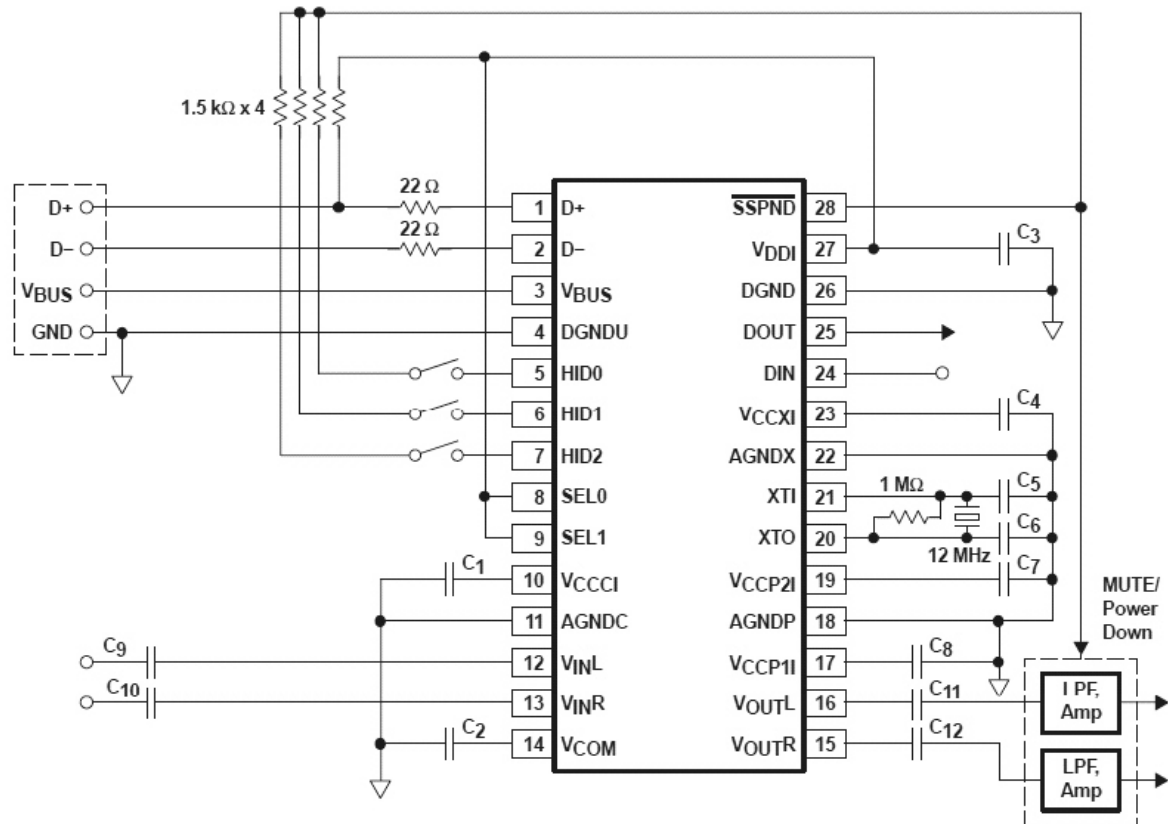 1.5 kΩ x 4
D+
D−
VBUS
GND
22 Ω
22 Ω
1 D+
2 D−
3 VBUS
4 DGNDU
5 HID0
6 HID1
7 HID2
8 SEL0
9 SEL1
10 VCCCI
11 AGNDC
12 VINL
13 VINR
14 VCOM
C1
C9
C10
C2
SSPND 28
VDDI 27
DGND 26
DOUT 25
DIN 24
VCCXI 23
AGNDX 22
XTI 21
XTO 20
VCCP2I 19
AGNDP 18
VCCP1I 17
VOUTL 16
VOUTR 15
C3
C4
1 MΩ
C5
C6
12 MHz
C7
C8
C11
C12
MUTE/
Power
Down
LPF,
Amp
LPF,
Amp